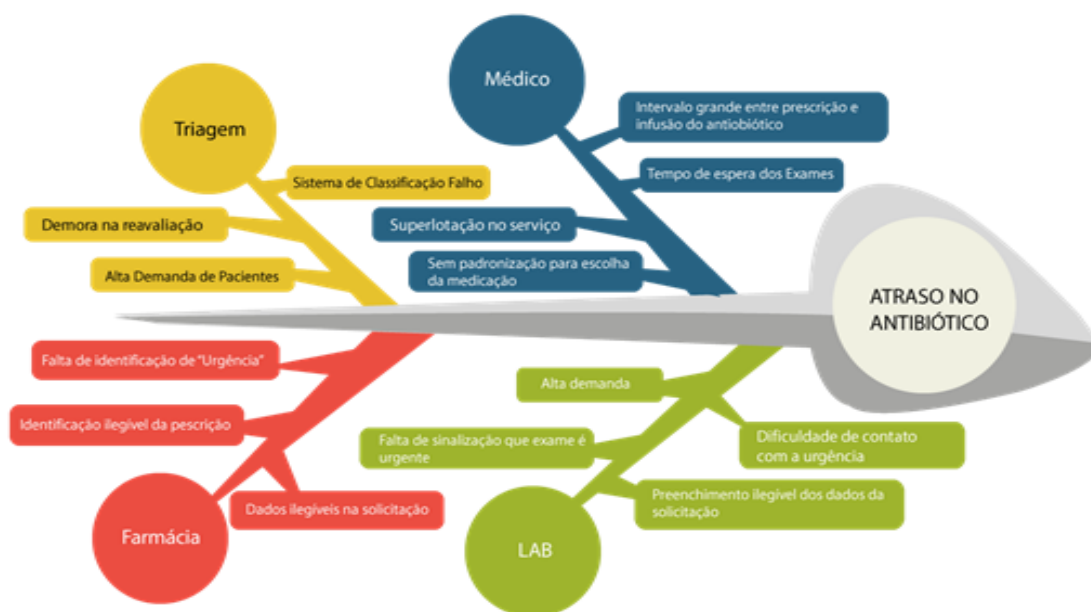 Médico
Intervalo grande entre prescrição e
infusão do antiobiótico
Tempo de espera dos Exames
Superlotação no serviço
Sem padronização para escolha
da medicação
Triagem
Sistema de Classificação Falho
Demora na reavaliação
Alta Demanda de Pacientes
ATRASO NO
ANTIBIÓTICO
Falta de identificação de “Urgência”
Identificação ilegível da pescrição
Dados ilegíveis na solicitação
Farmácia
Alta demanda
Dificuldade de contato
com a urgência
Falta de sinalização que exame é
urgente
Preenchimento ilegível dos dados da
solicitação
LAB